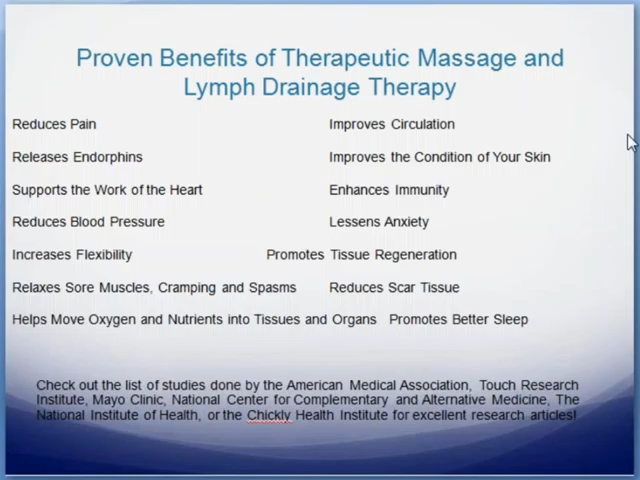 Proven Benefits of Therapeutic Massage and
Lymph Drainage Therapy
Reduces Pain Improves Circulation
Releases Endorphins Improves the Condition of Your Skin
Supports the Work of the Heart Enhances Immunity
Reduces Blood Pressure Lessens Anxiety
Increases Flexibility Promotes Tissue Regeneration
Relaxes Sore Muscles, Cramping and Spasms Reduces Scar Tissue
Helps Move Oxygen and Nutrients into Tissues and Organs Promotes Better Sleep
Check out the list of studies done by the American Medical Association, Touch Research
Institute, Mayo Clinic, National Center for Complementary and Alternative Medicine, The
National Institute of Health, or the Chickly Health Institute for excellent research articles!